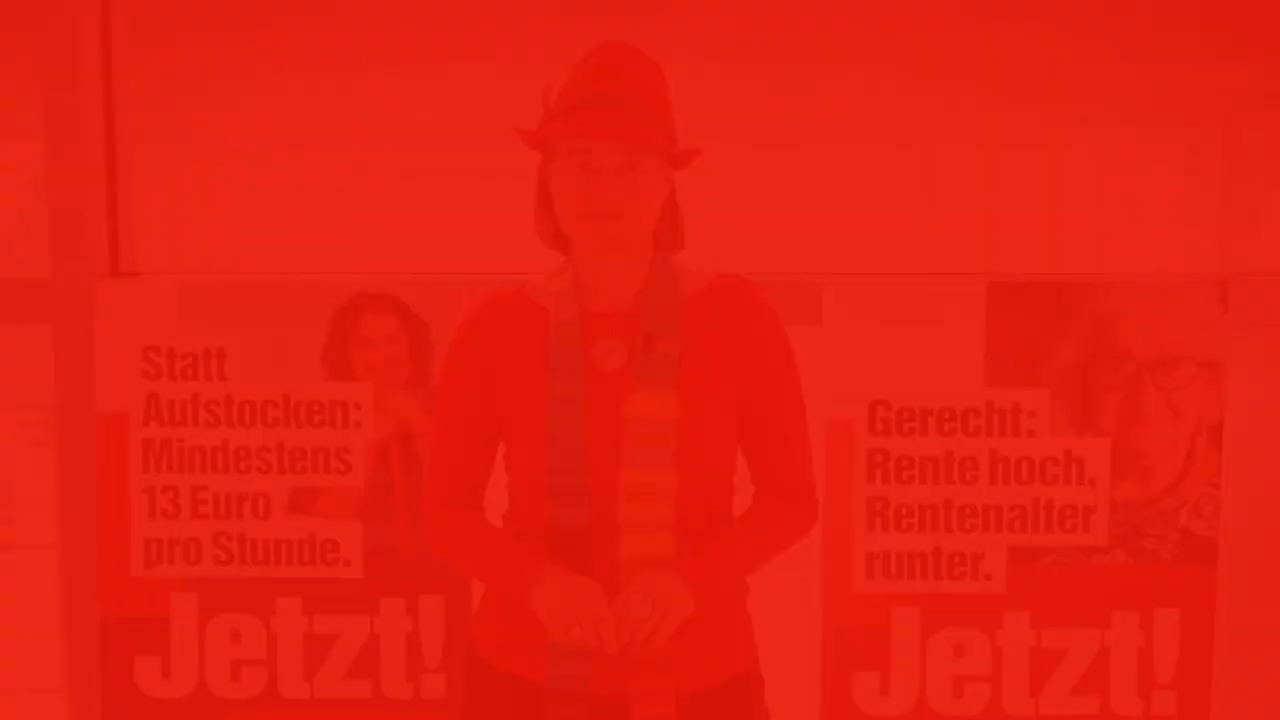 Statt
Aufstocken:
Mindestens
13 Euro
pro Stunde.
Jetzt!
Gerecht:
Rente hoch,
Rentenalter
runter.
Jetzt!